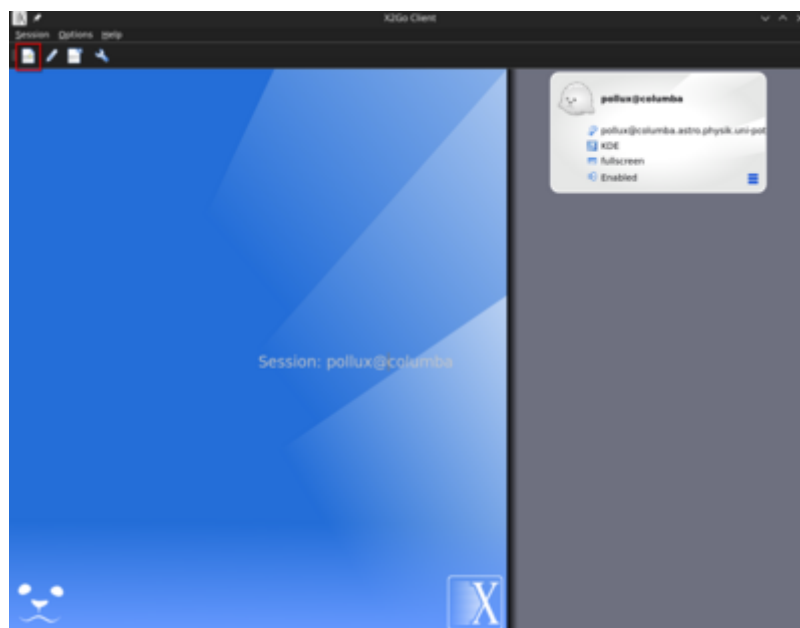 X2Go Client
Session Options Help
pollux@columba
pollux@columba.astro.physik.uni-pot
KDE
fullscreen
Enabled
Session: pollux@columba
X